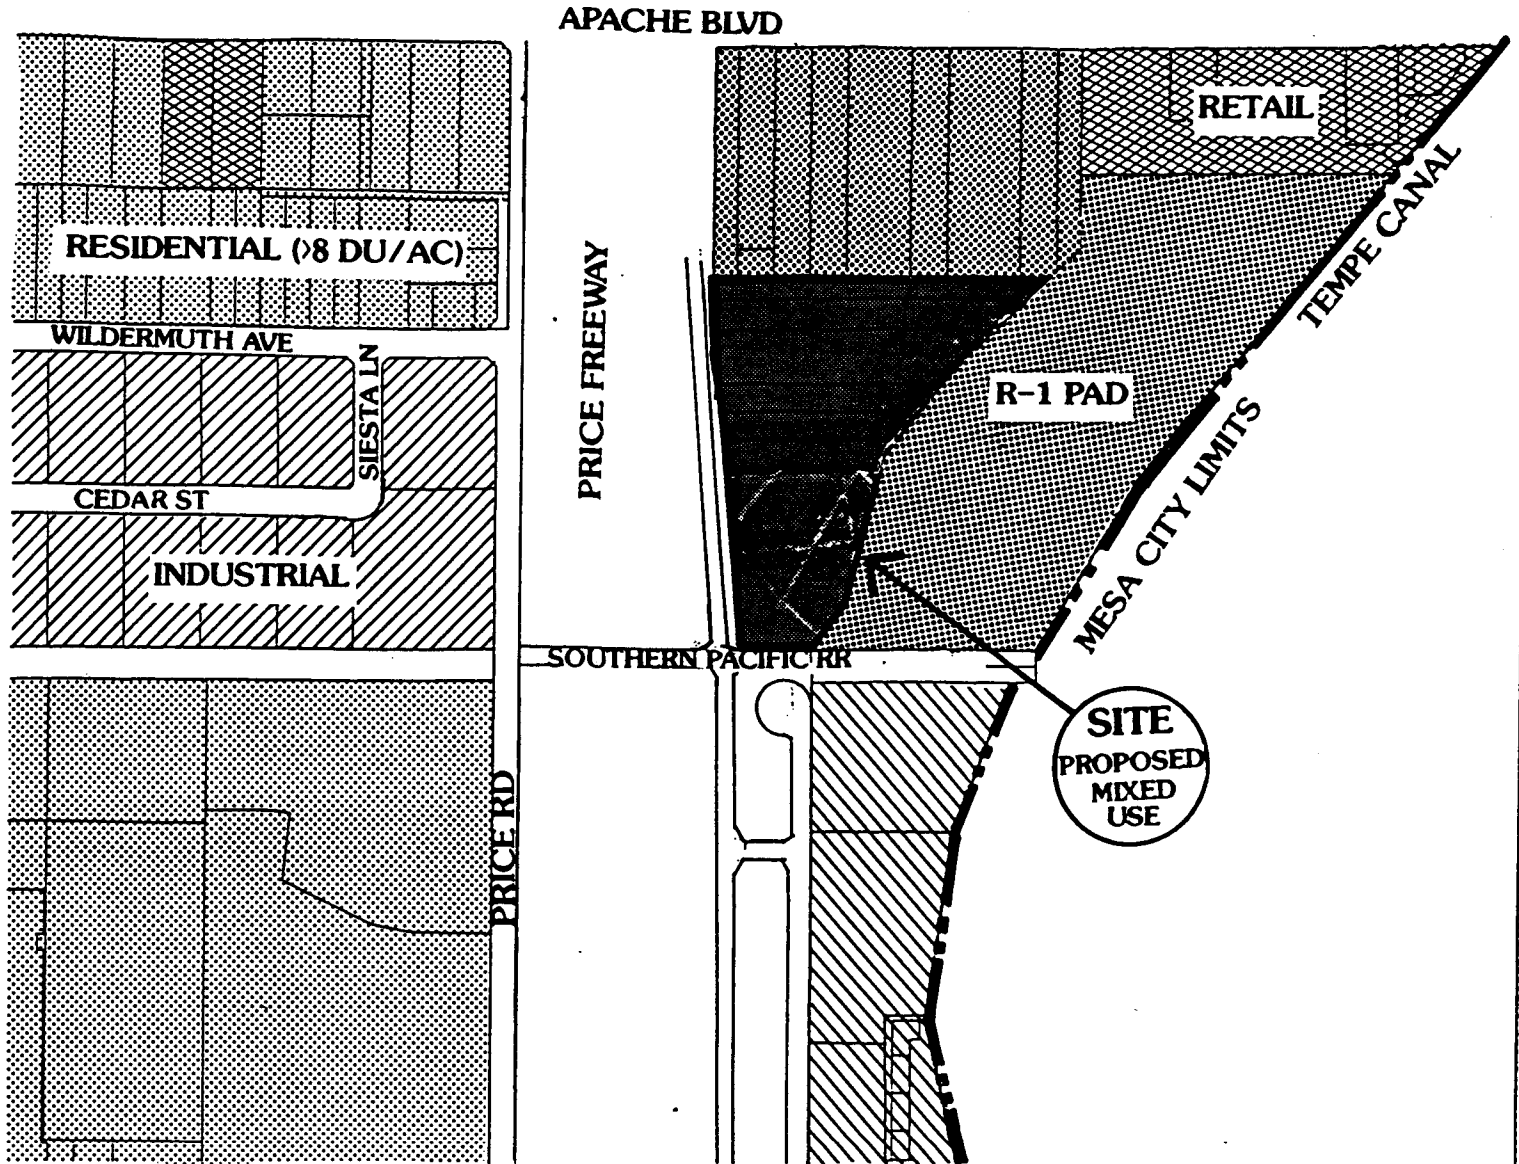 APACHE BLVD
RETAIL
RESIDENTIAL (>8 DU/AC)
TEMPE CANAL
WILDERMUTH AVE
SIESTA LN
PRICE FREEWAY
R-1 PAD
CEDAR ST
INDUSTRIAL
MESA CITY LIMITS
SOUTHERN PACIFIC RR
SITE
PROPOSED
MIXED
USE
PRICE RD